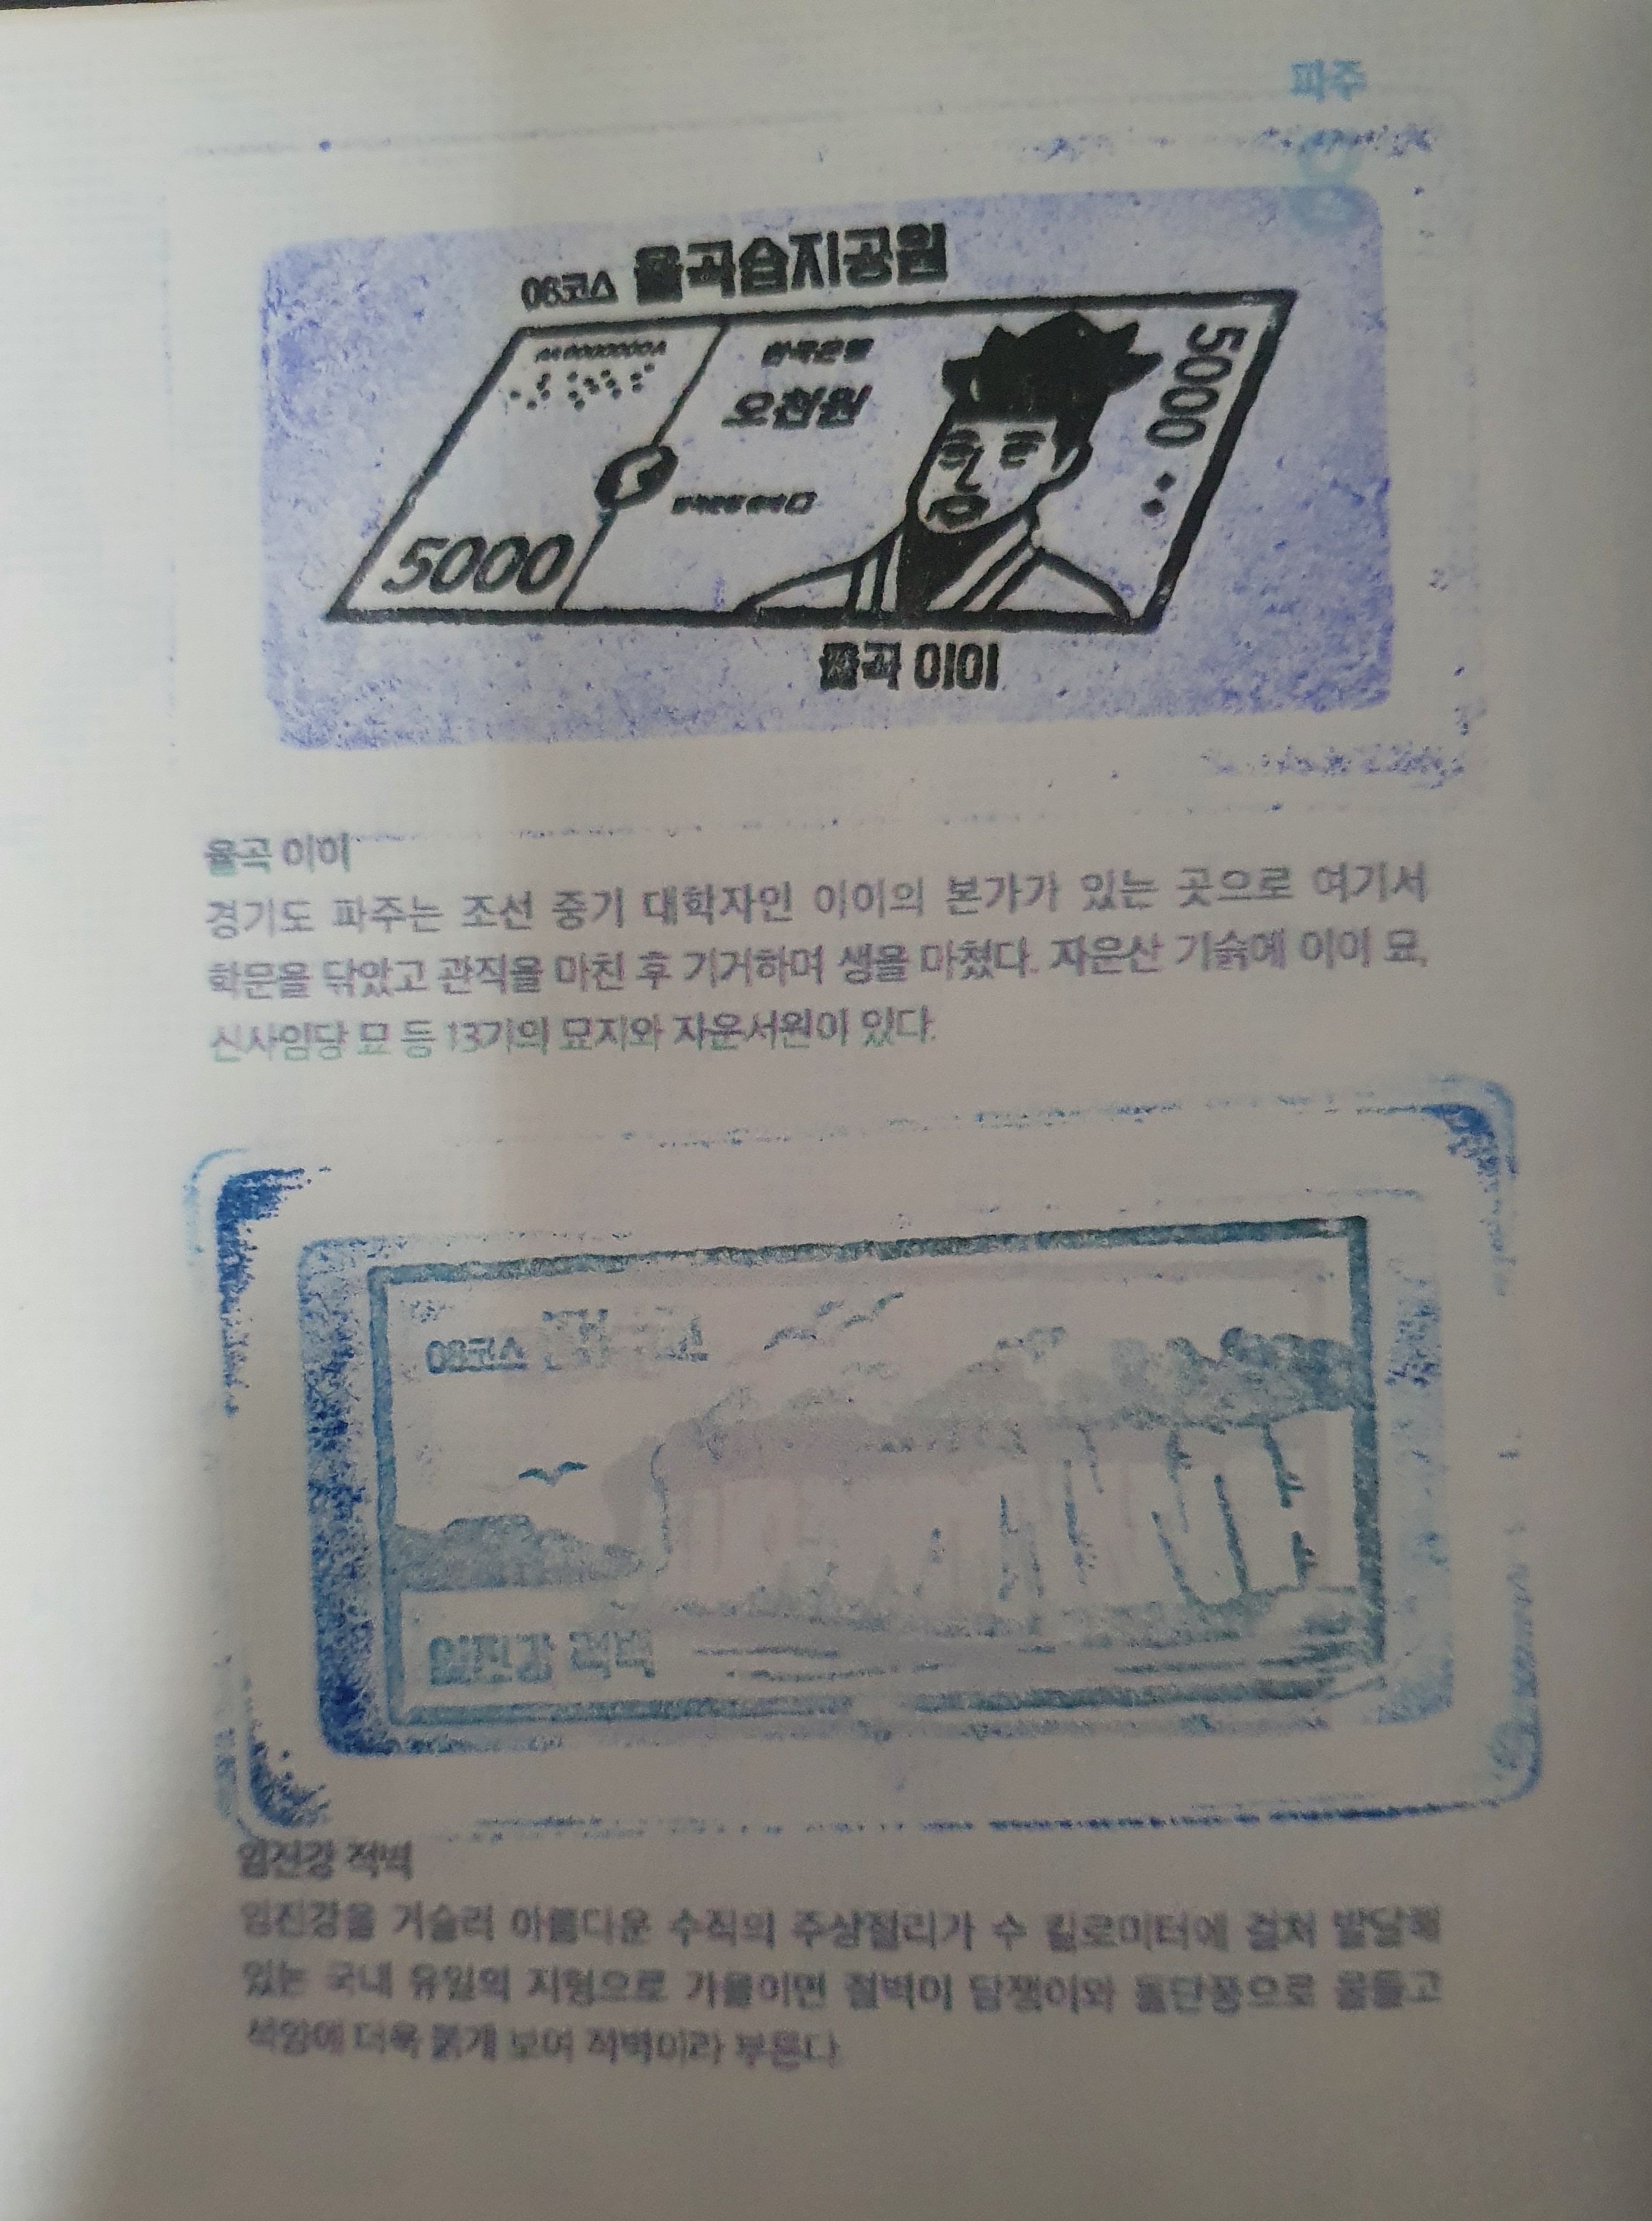 파주
08코스 율곡습지공원
오천원
5000
5000
율곡 이이
율곡 이이
경기도 파주는 조선 중기 대학자인 이이의 본가가 있는 곳으로 여기서
학문을 닦았고 관직을 마친 후 기거하며 생을 마쳤다. 자운산 기슭에 이이 묘,
신사임당 묘 등 13기의 묘지와 자운서원이 있다.
08코스
임진강 적벽
임진강 적벽
임진강을 거슬러 아름다운 수직의 주상절리가 수 킬로미터에 걸쳐 발달해
있는 국내 유일의 지형으로 가을이면 절벽이 담쟁이와 돌단풍으로 물들고
석양에 더욱 붉게 보여 적벽이라 부른다